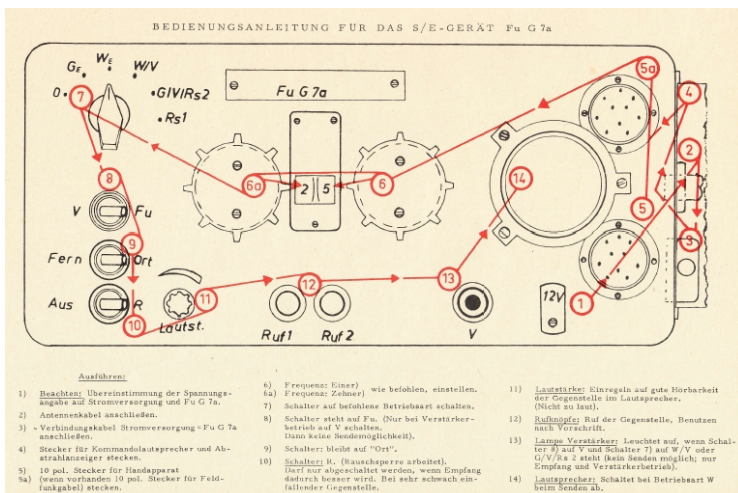 BEDIENUNGSANLEITUNG FÜR DAS S/E-GERÄT Fu G 7a
GE WE W/V
0 G/V/Rs2
Rs1
7
Fu G 7a
5a
4
2
8
6a
2 5
6
14
5
3
V Fu
9
Fern Ort
Aus R
10
11
Lautst.
12
Ruf1 Ruf2
13
V
12V
1
Ausführen:
1) Beachten: Übereinstimmung der Spannungs-
angabe auf Stromversorgung und Fu G 7a.
2) Antennenkabel anschließen.
3) Verbindungskabel Stromversorgung - Fu G 7a
anschließen.
4) Stecker für Kommandolautsprecher und Ab-
strahlanzeiger stecken.
5) 10 pol. Stecker für Handapparat
5a) (wenn vorhanden 10 pol. Stecker für Feld-
funkgabel) stecken.
6) Frequenz: Einer)
6a) Frequenz: Zehner) wie befohlen, einstellen.
7) Schalter auf befohlene Betriebsart schalten.
8) Schalter steht auf Fu. (Nur bei Verstärker-
betrieb auf V schalten.
Dann keine Sendemöglichkeit).
9) Schalter: bleibt auf "Ort".
10) Schalter: R. (Rauschsperre arbeitet).
Darf nur abgeschaltet werden, wenn Empfang
dadurch besser wird. Bei sehr schwach ein-
fallender Gegenstelle.
11) Lautstärke: Einregeln auf gute Hörbarkeit
der Gegenstelle im Lautsprecher.
(Nicht zu laut).
12) Rufknöpfe: Ruf der Gegenstelle, Benutzen
nach Vorschrift.
13) Lampe Verstärker: Leuchtet auf, wenn Schal-
ter 8) auf V und Schalter 7) auf W/V oder
G/V/Rs 2 steht (kein Senden möglich; nur
Empfang und Verstärkerbetrieb).
14) Lautsprecher: Schaltet bei Betriebsart W
beim Senden ab.